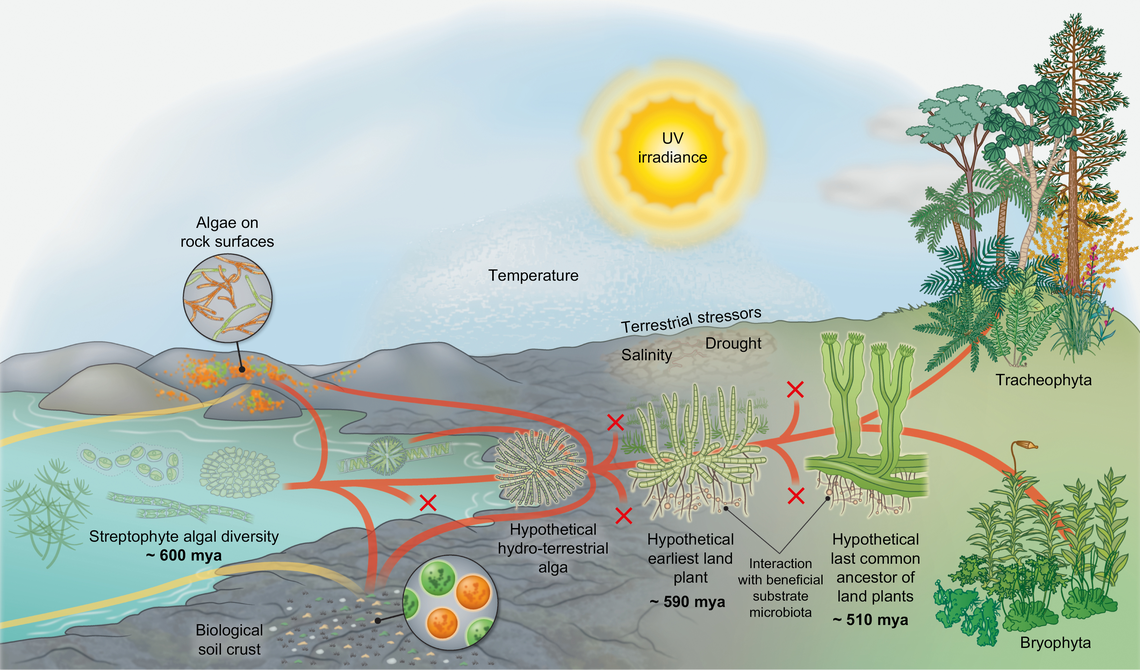 UV
irradiance
Algae on
rock surfaces
Temperature
Terrestrial stressors
Salinity
Drought
Tracheophyta
Streptophyte algal diversity
~ 600 mya
Hypothetical
hydro-terrestrial
alga
Hypothetical
earliest land
plant
~ 590 mya
Interaction
with beneficial
substrate
microbiota
Hypothetical
last common
ancestor of
land plants
~ 510 mya
Biological
soil crust
Bryophyta